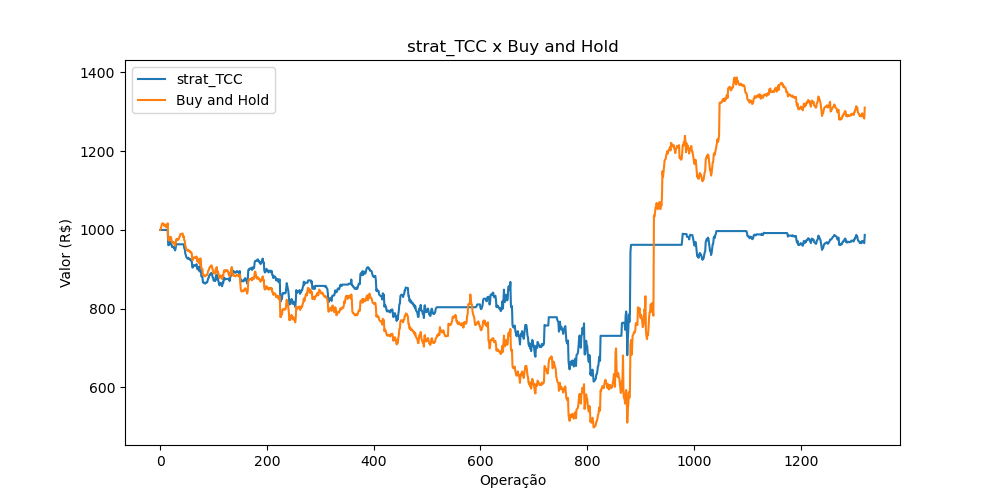 strat_TCC x Buy and Hold
strat_TCC
Buy and Hold
1400
1200
1000
800
600
Valor (R$)
0 200 400 600 800 1000 1200
Operação